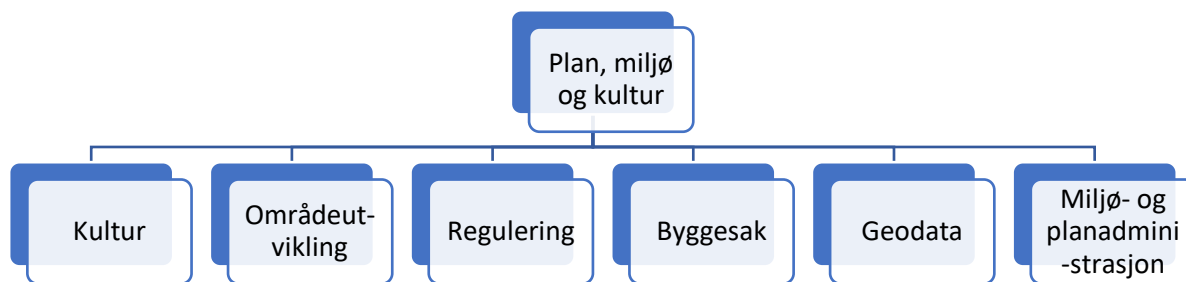 Plan, miljø
og kultur
Kultur
Områdeut-
vikling
Regulering
Byggesak
Geodata
Miljø- og
planadmini
-strasjon